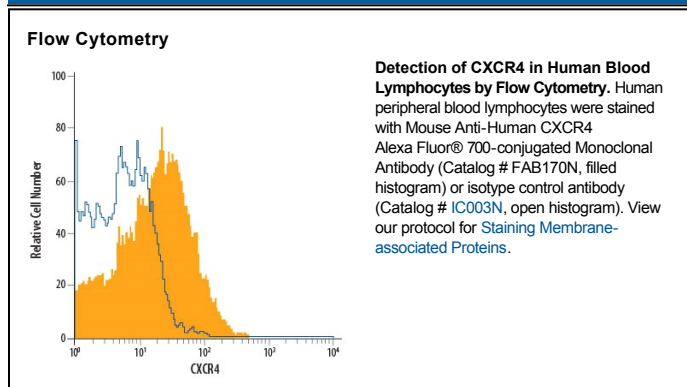 Flow Cytometry
Detection of CXCR4 in Human Blood
Lymphocytes by Flow Cytometry. Human
peripheral blood lymphocytes were stained
with Mouse Anti-Human CXCR4
Alexa Fluor® 700-conjugated Monoclonal
Antibody (Catalog # FAB170N, filled
histogram) or isotype control antibody
(Catalog # IC003N, open histogram). View
our protocol for Staining Membrane-
associated Proteins.
Relative Cell Number
100
80
60
40
20
0
10⁰ 10¹ 10² 10³ 10⁴
CXCR4